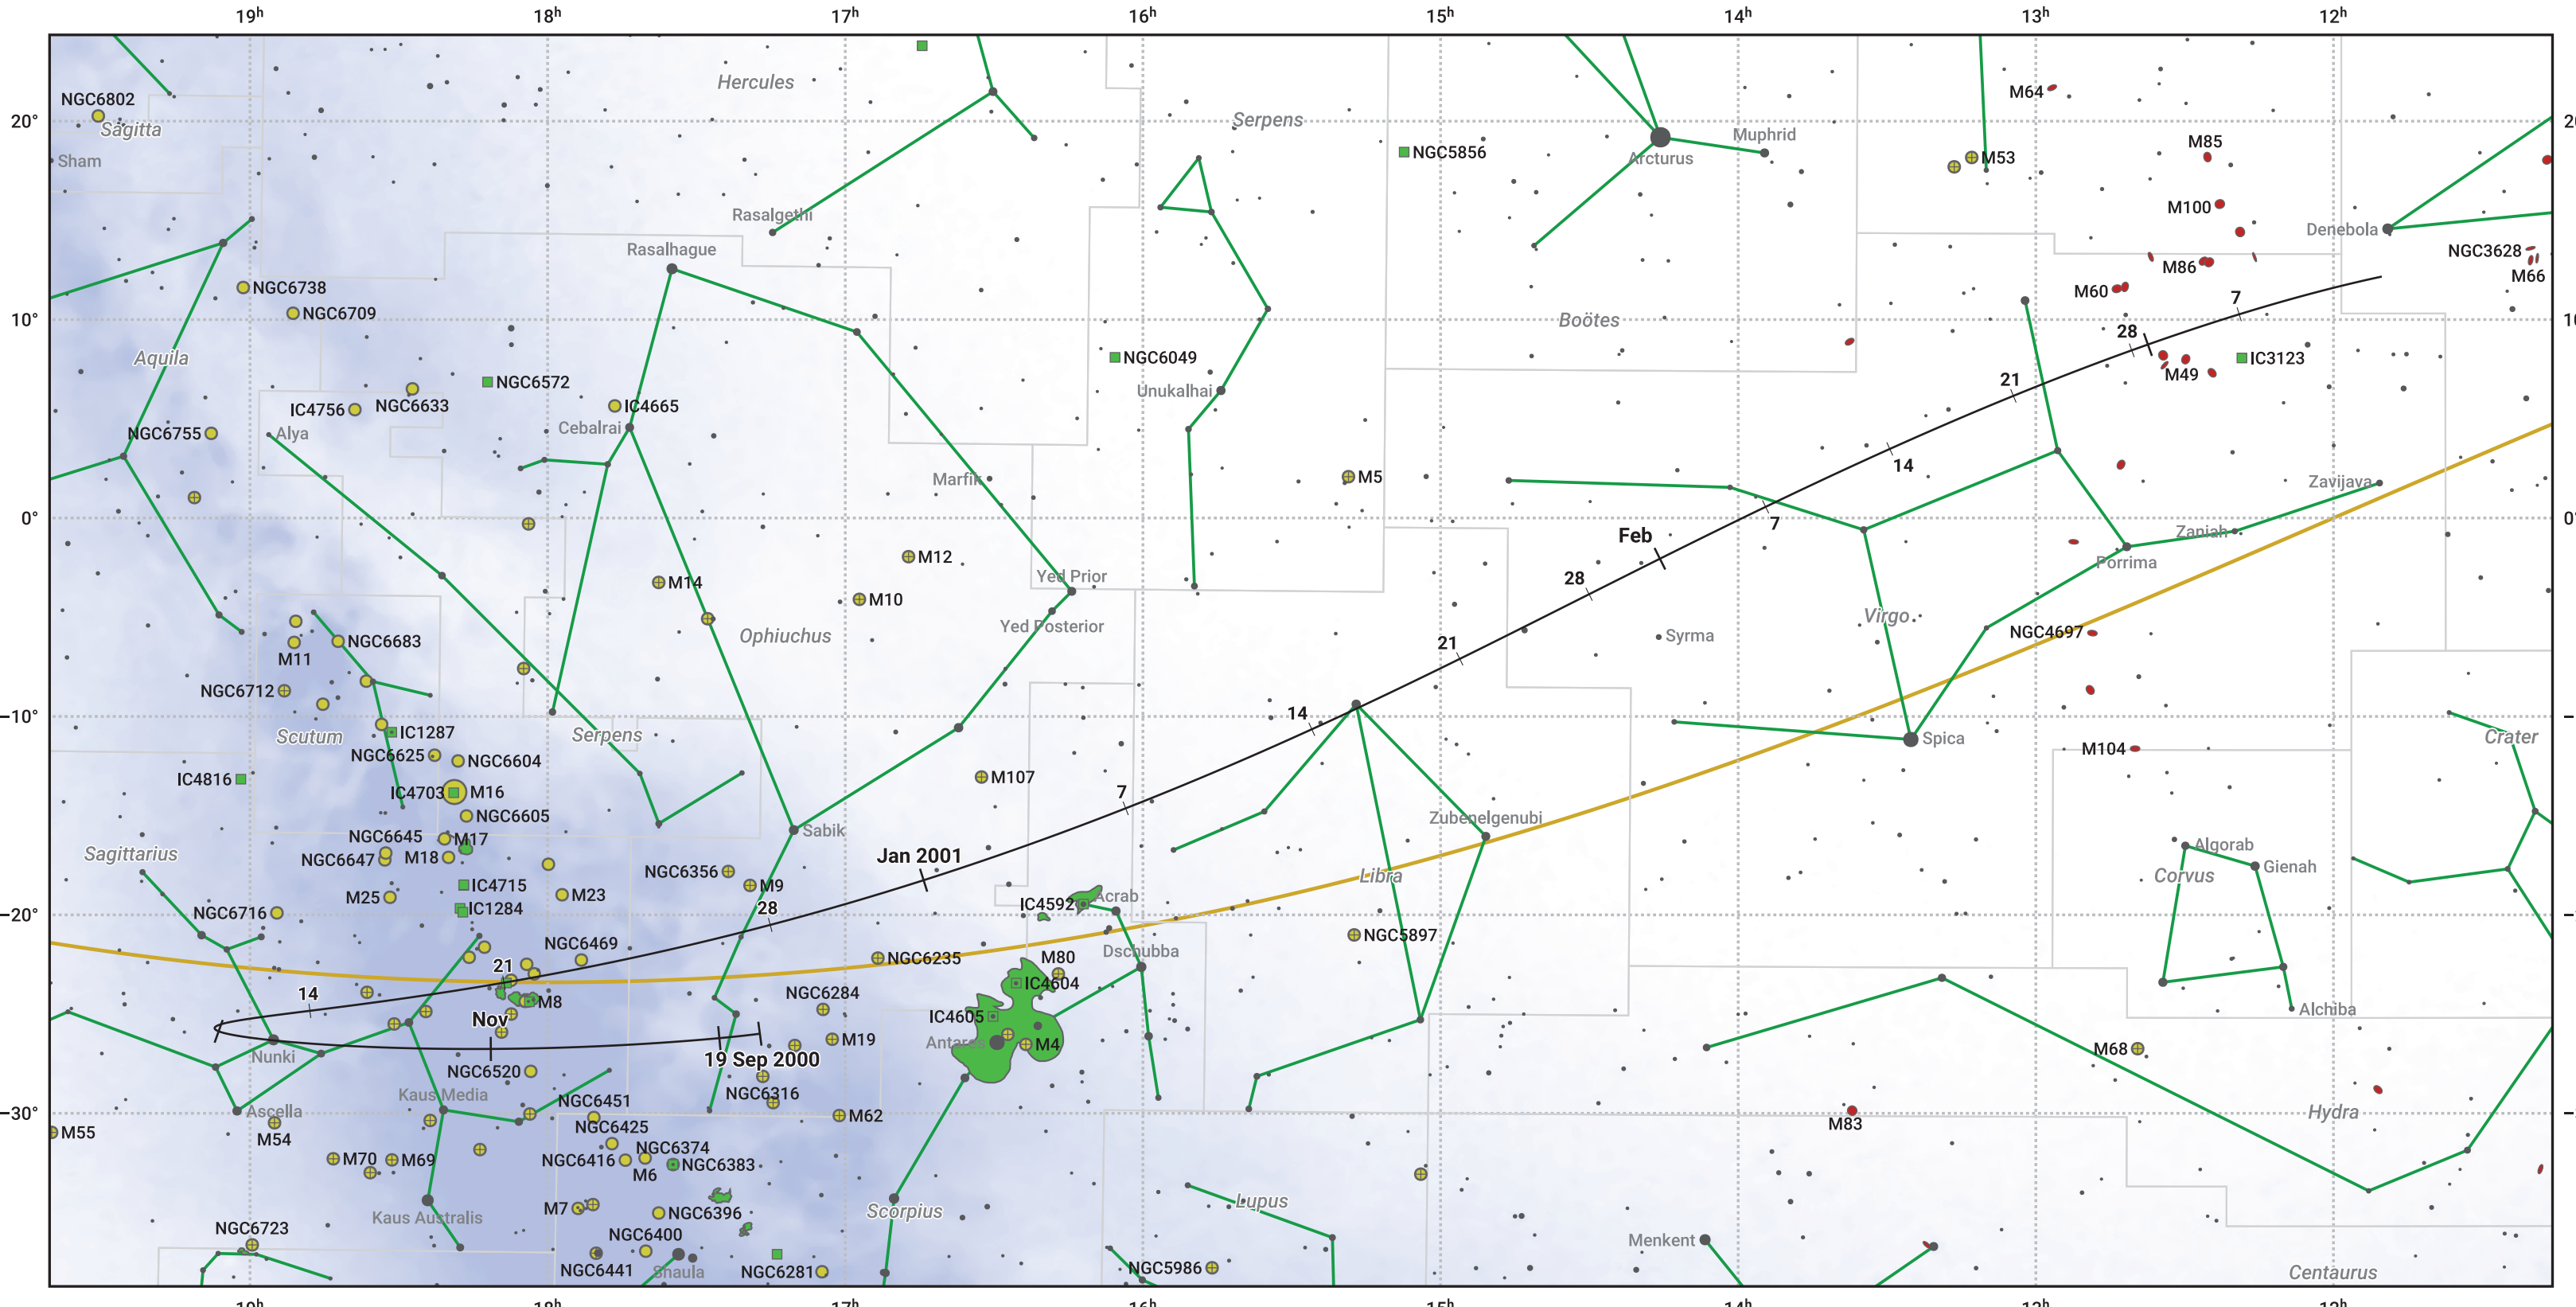 19h 18h 17h 16h 15h 14h 13h 12h
Hercules
M64
NGC6802
20°
Sagitta
Serpens
Muphrid
M85
Sham
NGC5856
Arcturus
M53
M100
Rasalgethi
Denebola
Rasalhague
NGC3628
M86
M66
NGC6738
M60
NGC6709
7
10°
Boötes
28
Aquila
NGC6049
IC3123
NGC6572
M49
21
Unukalhai
IC4756
NGC6633
IC4665
NGC6755
Alya
Cebalrai
14
Marfik
M5
Zavijava
0°
7
Feb
Zaniah
M12
Porrima
M14
Yed Prior
28
M10
Virgo
Yed Posterior
Ophiuchus
Syrma
NGC4697
NGC6683
21
M11
NGC6712
−10°
14
Scutum
IC1287
Serpens
Spica
Crater
NGC6625
NGC6604
M104
IC4816
M107
IC4703
M16
7
NGC6605
Zubenelgenubi
Sabik
NGC6645
M17
Algorab
Sagittarius
NGC6647
M18
Jan 2001
Gienah
NGC6356
Libra
Corvus
IC4715
M9
M25
M23
Acrab
IC4592
NGC6716
IC1284
28
−20°
NGC6469
NGC5897
Dschubba
NGC6235
M80
21
IC4604
14
NGC6284
M8
Alchiba
Nov
IC4605
M19
Antares
M4
M68
Nunki
19 Sep 2000
NGC6520
Kaus Media
NGC6316
NGC6451
Ascella
−30°
M62
Hydra
M83
NGC6425
M55
M54
NGC6374
M70
M69
NGC6416
NGC6383
M6
Lupus
M7
Scorpius
NGC6396
Kaus Australis
NGC6723
NGC6400
Menkent
NGC5986
NGC6441
Shaula
NGC6281
Centaurus